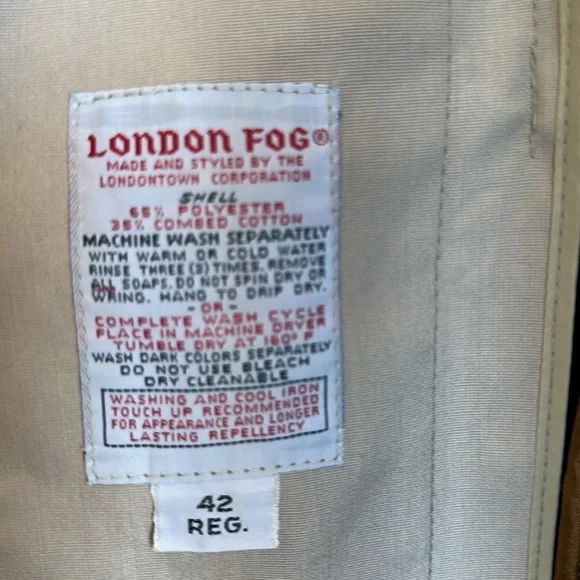 LONDON FOG®
MADE AND STYLED BY THE
LONDONTOWN CORPORATION
SHELL
65% POLYESTER
35% COMBED COTTON
MACHINE WASH SEPARATELY
WITH WARM OR COLD WATER
RINSE THREE (3) TIMES, REMOVE
ALL SOAPS. DO NOT SPIN DRY OR
WRING. HANG TO DRIP DRY.
-OR-
COMPLETE WASH CYCLE
PLACE IN MACHINE DRYER
TUMBLE DRY AT 160° F
WASH DARK COLORS SEPARATELY
DO NOT USE BLEACH
DRY CLEANABLE
WASHING AND COOL IRON
TOUCH UP RECOMMENDED
FOR APPEARANCE AND LONGER
LASTING REPELLENCY
42
REG.